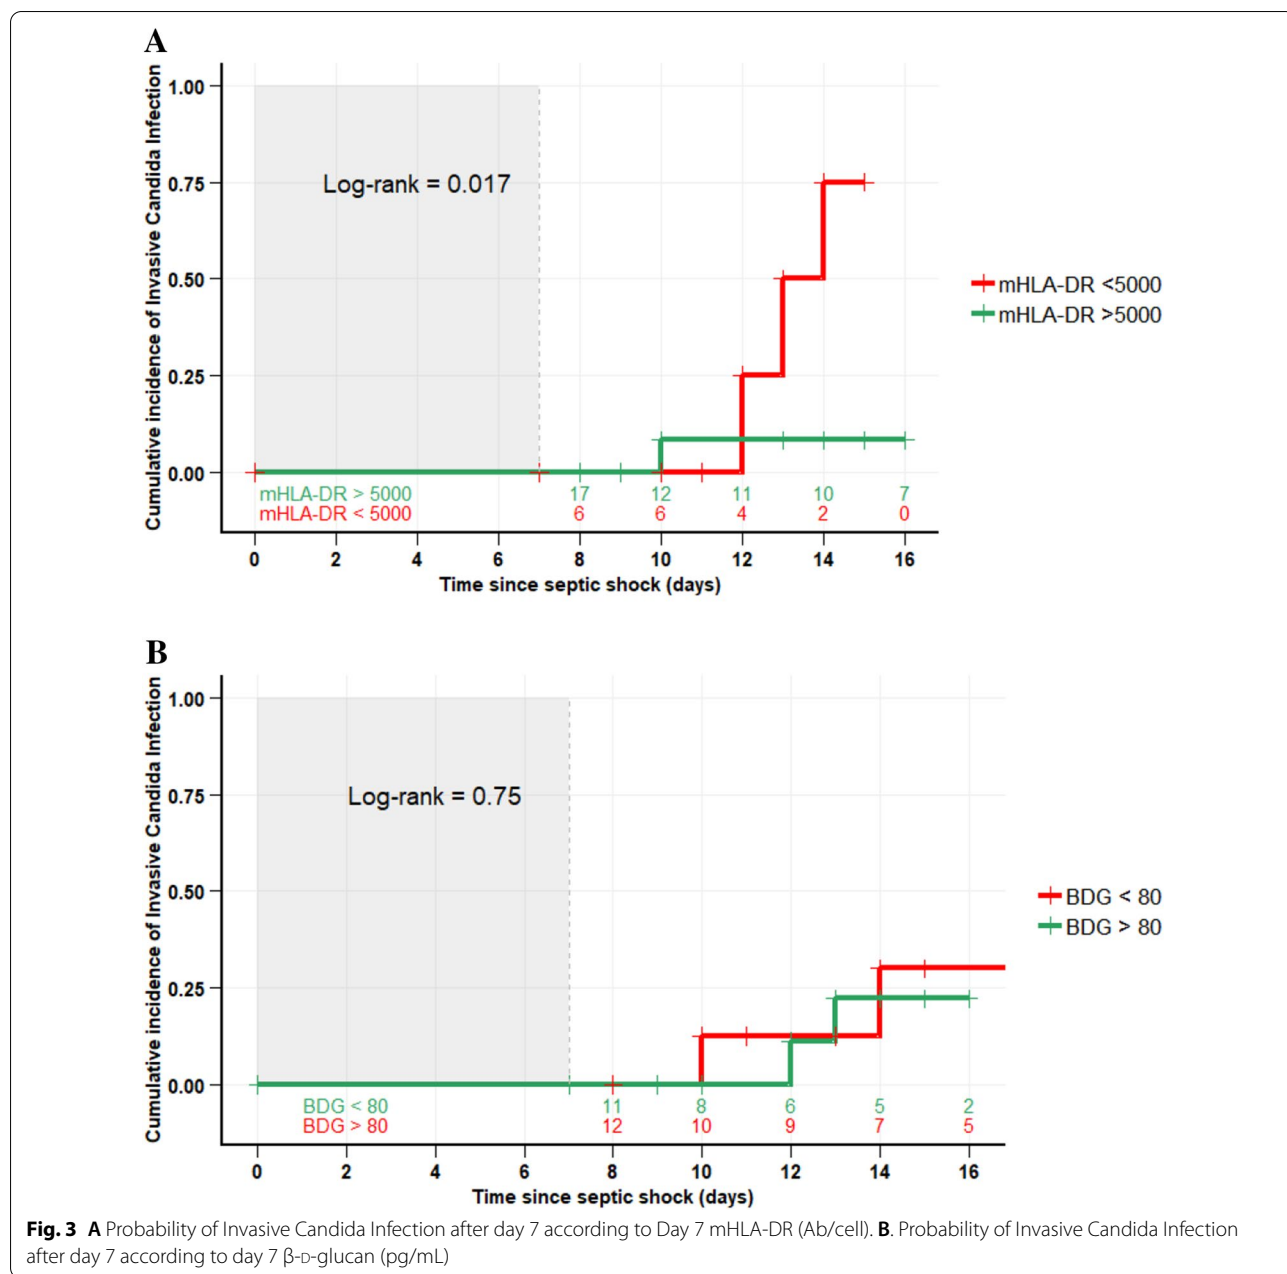 A
Cumulative incidence of Invasive Candida Infection
1.00
0.75
0.50
0.25
0.00
Log-rank = 0.017
mHLA-DR <5000
mHLA-DR >5000
mHLA-DR > 5000 17 12 11 10 7
mHLA-DR < 5000 6 6 4 2 0
0 2 4 6 8 10 12 14 16
Time since septic shock (days)
B
Cumulative incidence of Invasive Candida Infection
1.00
0.75
0.50
0.25
0.00
Log-rank = 0.75
BDG < 80
BDG > 80
BDG < 80 11 8 6 5 2
BDG > 80 12 10 9 7 5
0 2 4 6 8 10 12 14 16
Time since septic shock (days)
Fig. 3 A Probability of Invasive Candida Infection after day 7 according to Day 7 mHLA-DR (Ab/cell). B. Probability of Invasive Candida Infection
after day 7 according to day 7 β-D-glucan (pg/mL)